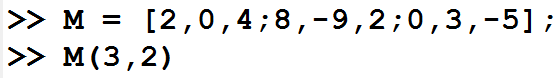 >> M = [2,0,4;8,-9,2;0,3,-5];
>> M(3,2)